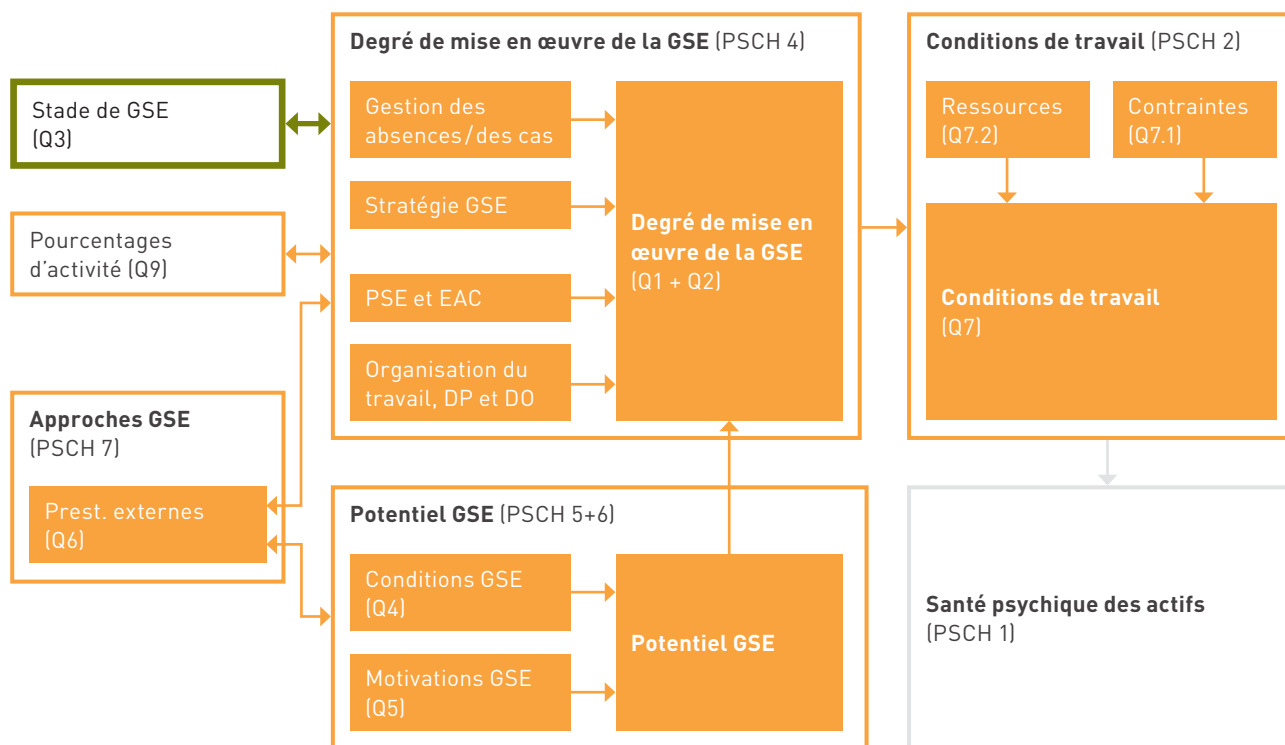 Stade de GSE
(Q3)
Pourcentages
d'activité (Q9)
Approches GSE
(PSCH 7)
Prest. externes
(Q6)
Degré de mise en œuvre de la GSE (PSCH 4)
Gestion des
absences/des cas
Stratégie GSE
PSE et EAC
Organisation du
travail, DP et DO
Degré de mise en
œuvre de la GSE
(Q1 + Q2)
Potentiel GSE (PSCH 5+6)
Conditions GSE
(Q4)
Motivations GSE
(Q5)
Potentiel GSE
Conditions de travail (PSCH 2)
Ressources
(Q7.2)
Contraintes
(Q7.1)
Conditions de travail
(Q7)
Santé psychique des actifs
(PSCH 1)